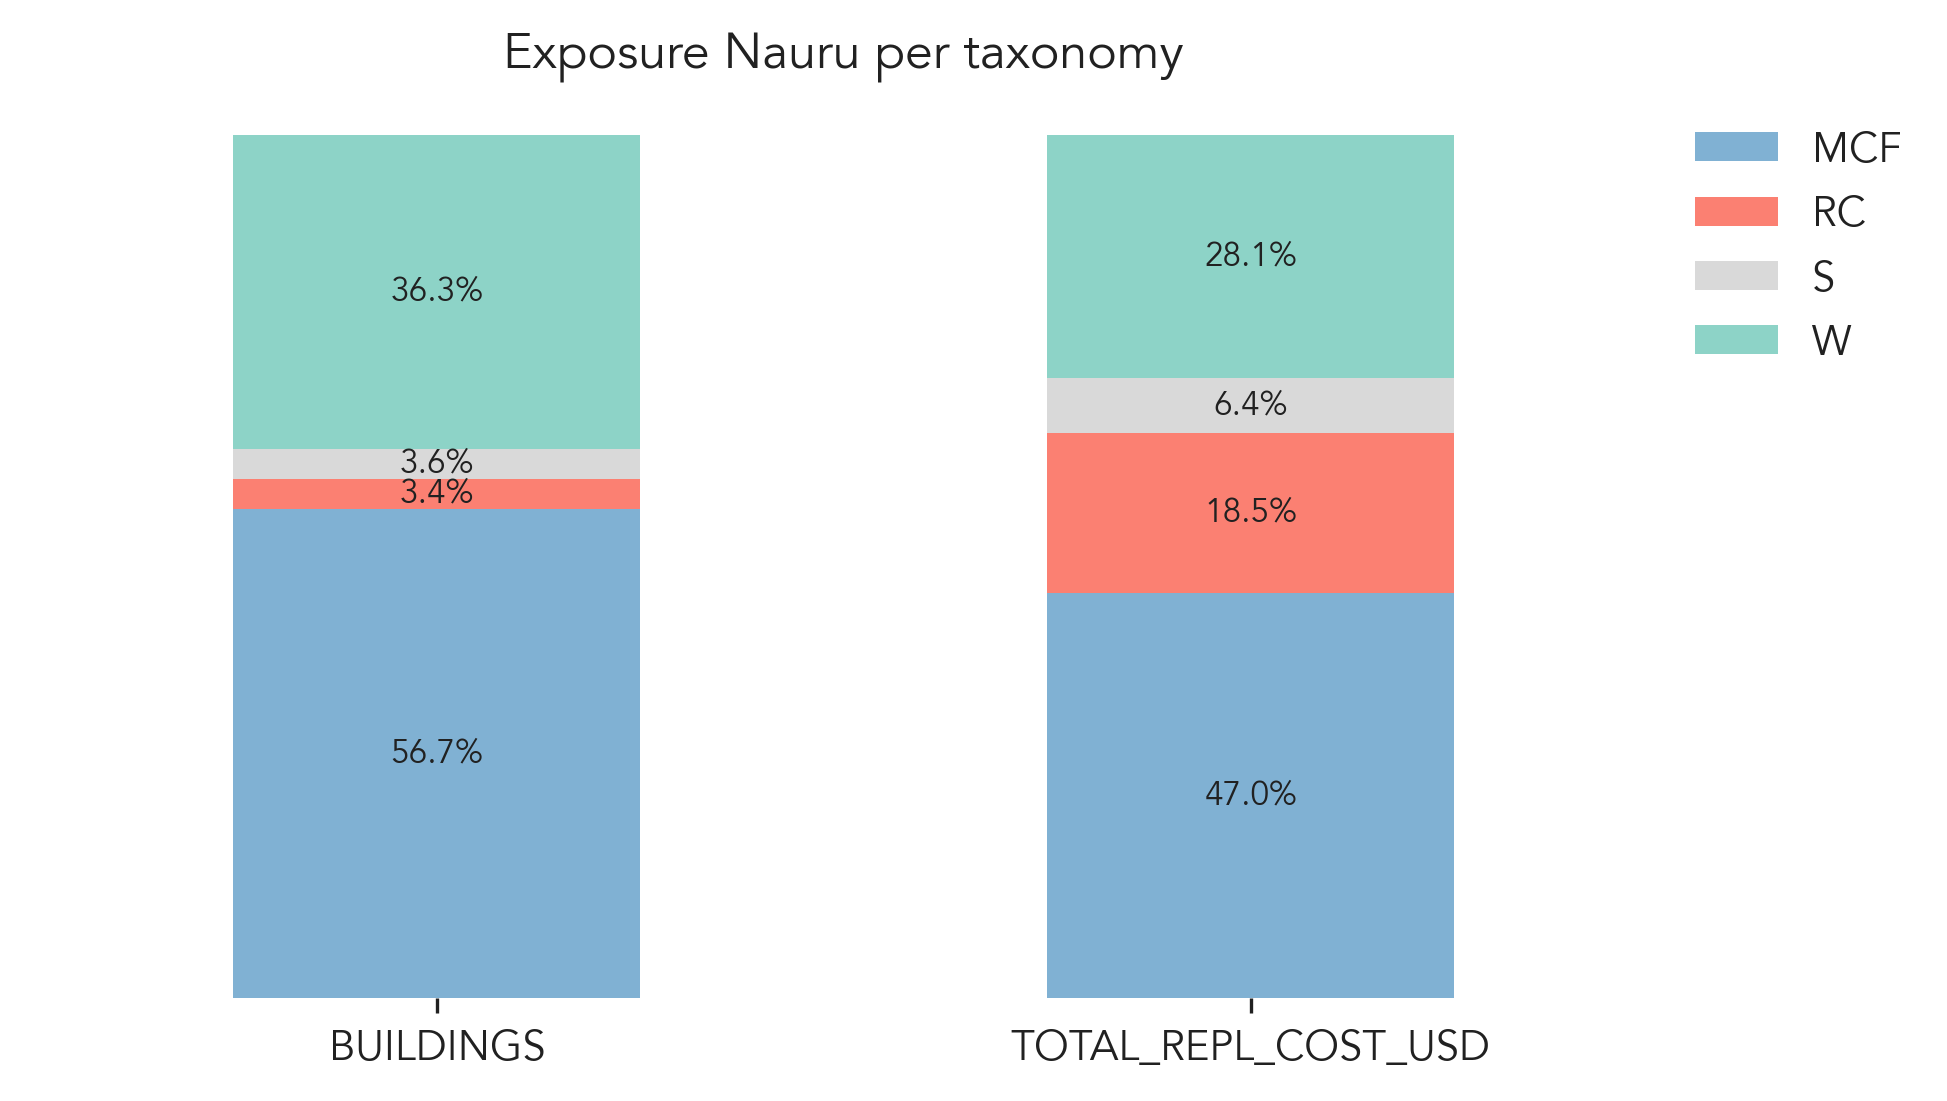 Exposure Nauru per taxonomy
MCF
RC
S
W
36.3%
3.6%
3.4%
56.7%
28.1%
6.4%
18.5%
47.0%
BUILDINGS
TOTAL_REPL_COST_USD